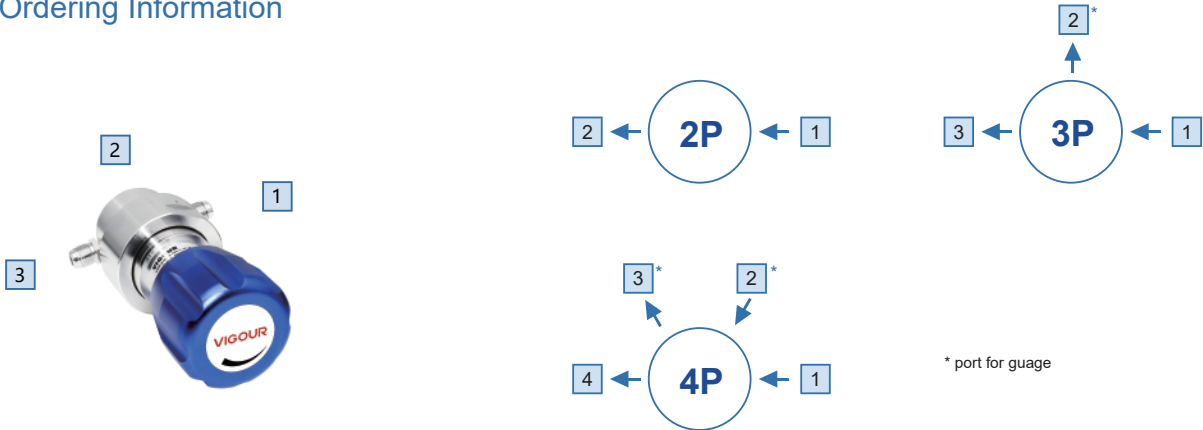 Ordering Information
2
1
3
VIGOUR
2
2P
1
2*
3
3P
1
3*
2*
4
4P
1
* port for guage